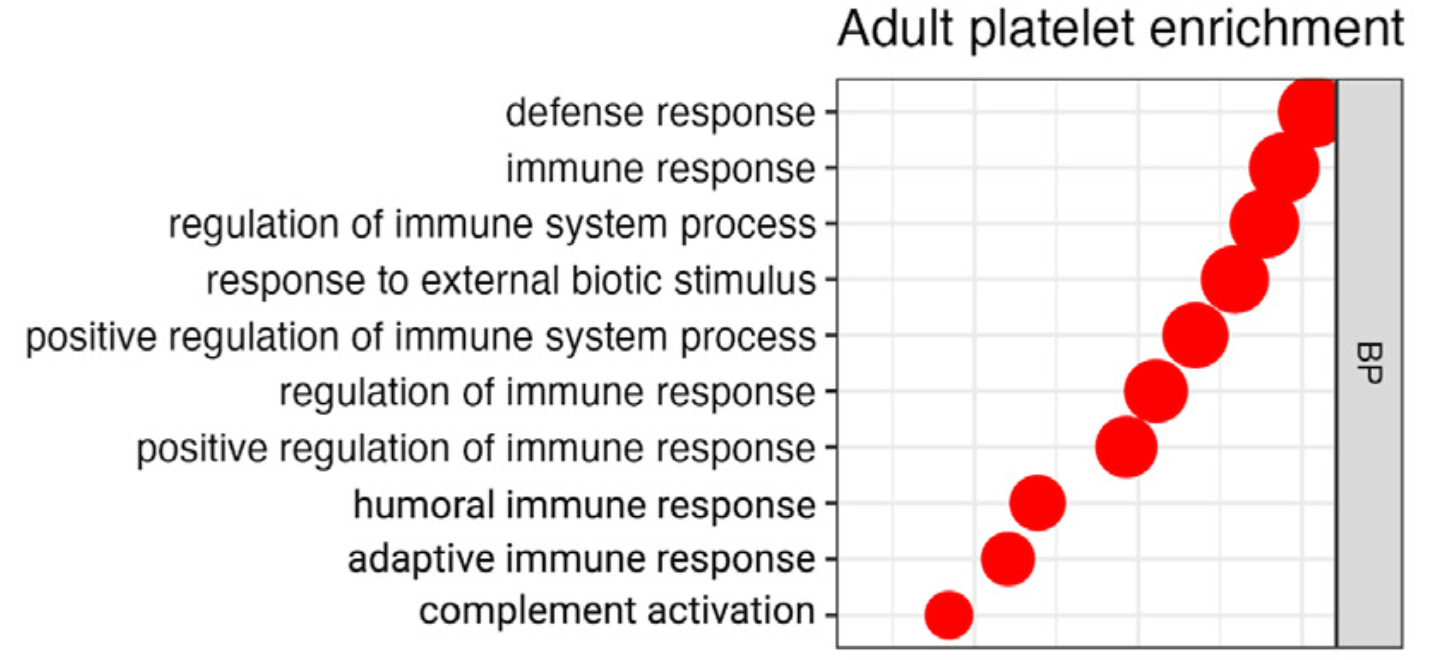 Adult platelet enrichment
defense response
immune response
regulation of immune system process
response to external biotic stimulus
positive regulation of immune system process
regulation of immune response
positive regulation of immune response
humoral immune response
adaptive immune response
complement activation
BP